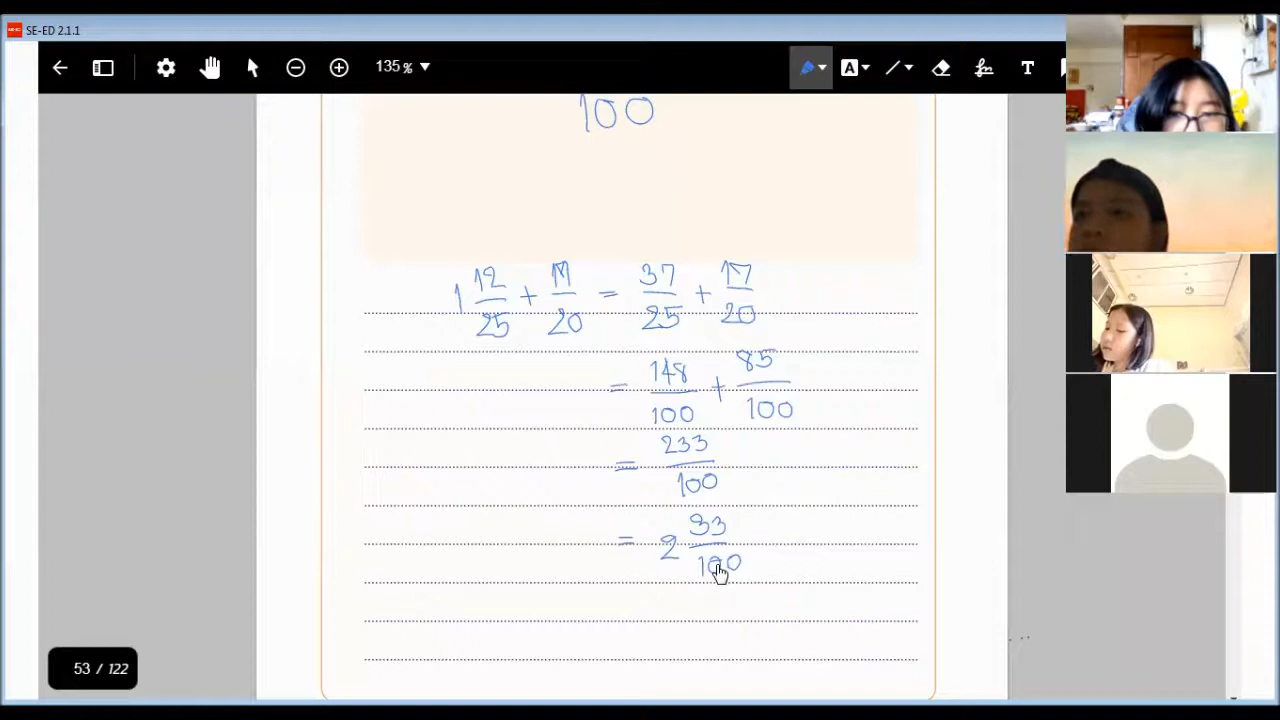 SE-ED 2.1.1
135 %
A
T
100
1 12/25 + 17/20 = 37/25 + 17/20
= 148/100 + 85/100
= 233/100
= 2 33/100
53 / 122